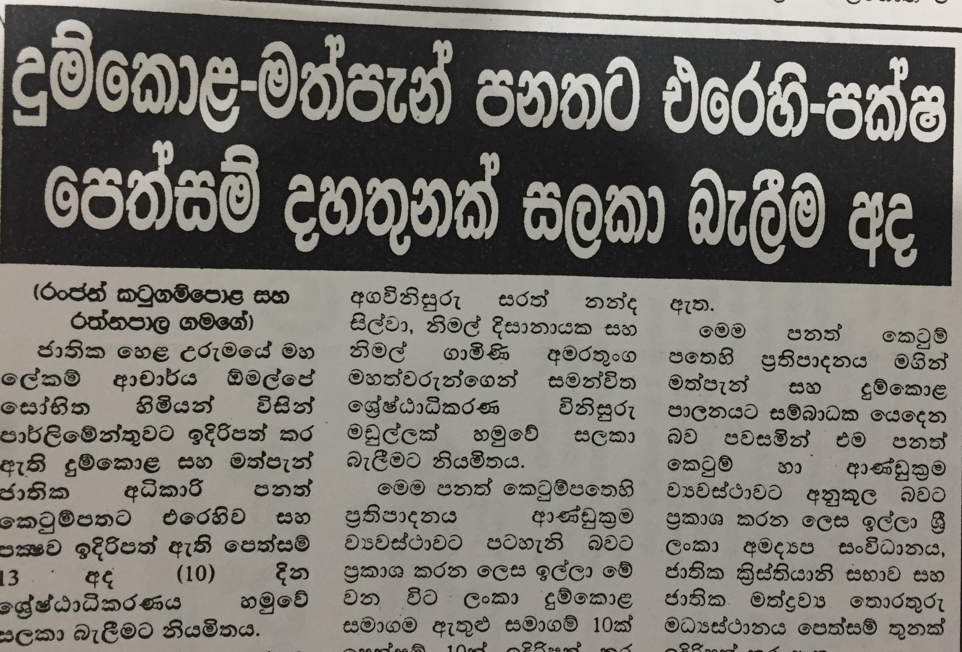 දුම්කොළ-මත්පැන් පනතට එරෙහි-පක්ෂ
පෙත්සම් දහතුනක් සලකා බැලීම අද
(රංජන් කටුගම්පොළ සහ
රත්නපාල ගමගේ)
ජාතික හෙළ උරුමයේ මහ
ලේකම් ආචාර්ය ඕමල්පේ
සෝභිත හිමියන් විසින්
පාර්ලිමේන්තුවට ඉදිරිපත් කර
ඇති දුම්කොළ සහ මත්පැන්
ජාතික අධිකාරි පනත්
කෙටුම්පතට එරෙහිව සහ
පක්ෂව ඉදිරිපත් ඇති පෙත්සම්
13 අද (10) දින
ශ්‍රේෂ්ඨාධිකරණය හමුවේ
සලකා බැලීමට නියමිතය.
අගවිනිසුරු සරත් නන්ද
සිල්වා, නිමල් දිසානායක සහ
නිමල් ගාමිණි අමරතුංග
මහත්වරුන්ගෙන් සමන්විත
ශ්‍රේෂ්ඨාධිකරණ විනිසුරු
මඩුල්ලක් හමුවේ සලකා
බැලීමට නියමිතය.
මෙම පනත් කෙටුම්පතෙහි
ප්‍රතිපාදනය ආණ්ඩුක්‍රම
ව්‍යවස්ථාවට පටහැනි බවට
ප්‍රකාශ කරන ලෙස ඉල්ලා මේ
වන විට ලංකා දුම්කොළ
සමාගම ඇතුළු සමාගම් 10ක්
පෙත්සම් 10ක් ඉදිරිපත් කර
ඇත.
මෙම පනත් කෙටුම්
පතෙහි ප්‍රතිපාදනය මගින්
මත්පැන් සහ දුම්කොළ
පාලනයට සම්බාධක යෙදෙන
බව පවසමින් එම පනත්
කෙටුම් හා ආණ්ඩුක්‍රම
ව්‍යවස්ථාවට අනුකූල බවට
ප්‍රකාශ කරන ලෙස ඉල්ලා ශ්‍රී
ලංකා අමද්‍යප සංවිධානය,
ජාතික ක්‍රිස්තියානි සභාව සහ
ජාතික මත්ද්‍රව්‍ය තොරතුරු
මධ්‍යස්ථානය පෙත්සම් තුනක්